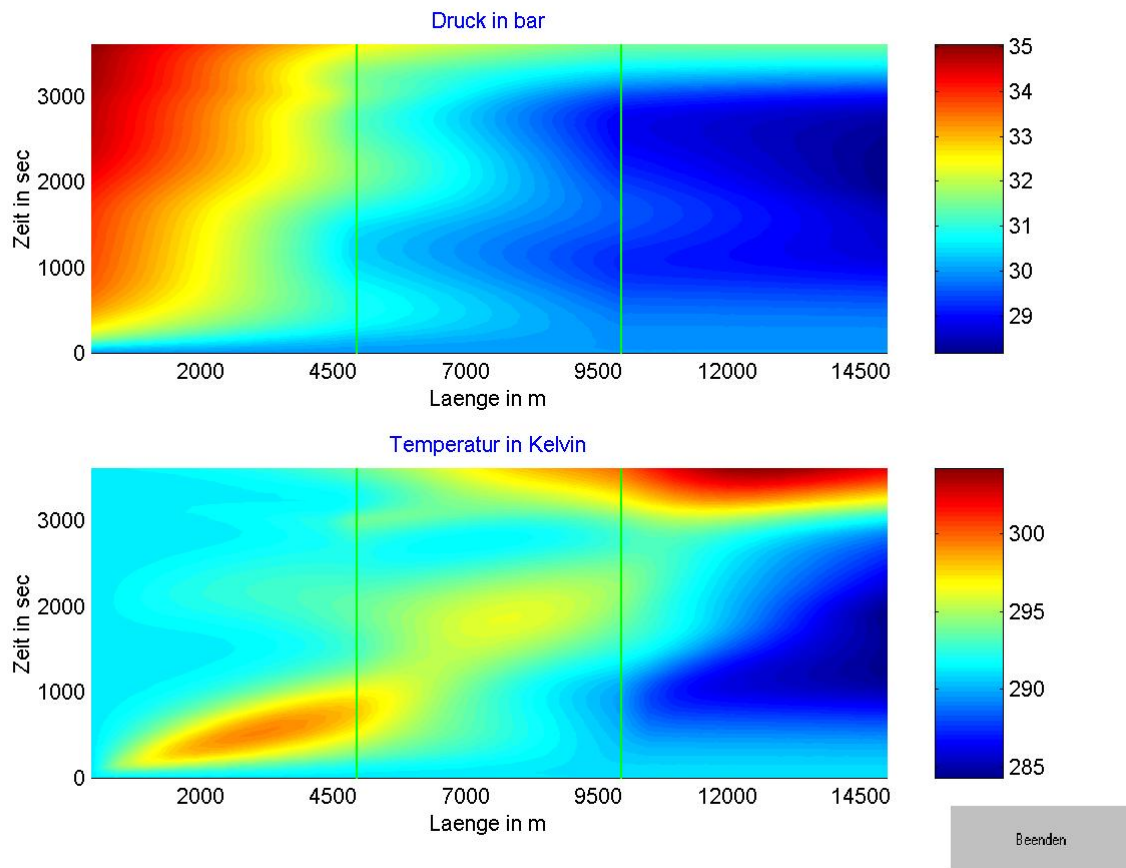 Druck in bar
35
34
33
32
31
30
29
3000
2000
1000
0
Zeit in sec
2000 4500 7000 9500 12000 14500
Laenge in m
Temperatur in Kelvin
300
295
290
285
3000
2000
1000
0
Zeit in sec
2000 4500 7000 9500 12000 14500
Laenge in m
Beenden